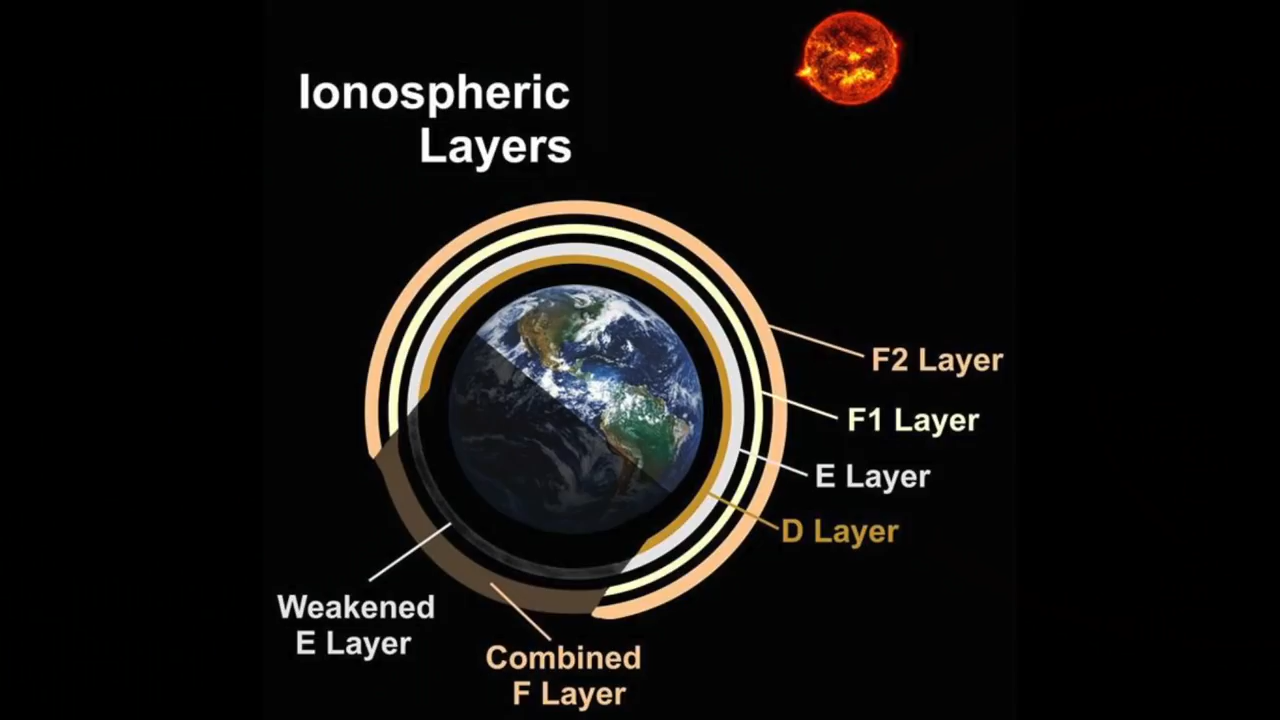 Ionospheric
Layers
F2 Layer
F1 Layer
E Layer
D Layer
Weakened
E Layer
Combined
F Layer